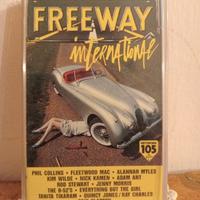 FREEWAY
international
PHIL COLLINS • FLEETWOOD MAC • ALANNAH MYLES
KIM WILDE • NICK KAMEN • ADAM ANT
ROD STEWART • JENNY MORRIS
THE B-52'S • EVERYTHING BUT THE GIRL
TANITA TIKARAM • QUINCY JONES/RAY CHARLES
105